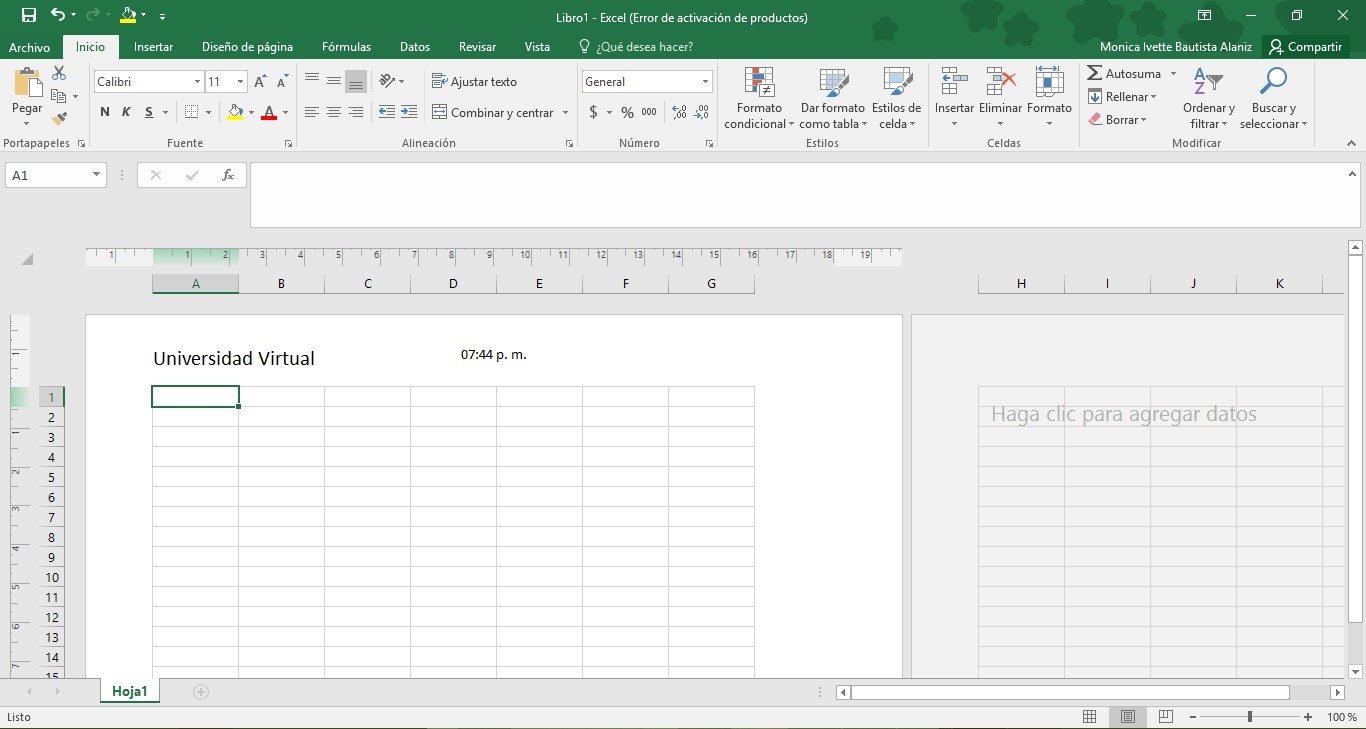 Libro1 - Excel (Error de activación de productos)
Archivo Inicio Insertar Diseño de página Fórmulas Datos Revisar Vista ¿Qué desea hacer? Monica Ivette Bautista Alaniz Compartir
Pegar
Portapapeles
Calibri 11
N K S
Fuente
Ajustar texto
Combinar y centrar
Alineación
General
$ % 000
Número
Formato condicional
Dar formato como tabla
Estilos de celda
Estilos
Insertar Eliminar Formato
Celdas
Autosuma
Rellenar
Borrar
Ordenar y filtrar
Buscar y seleccionar
Modificar
A1 fx
1 1 2 3 4 5 6 7 8 9 10 11 12 13 14 15 16 17 18 19
A B C D E F G H I J K
Universidad Virtual 07:44 p. m.
1
Haga clic para agregar datos
2
3
4
5
6
7
8
9
10
11
12
13
14
15
Hoja1
Listo 100 %